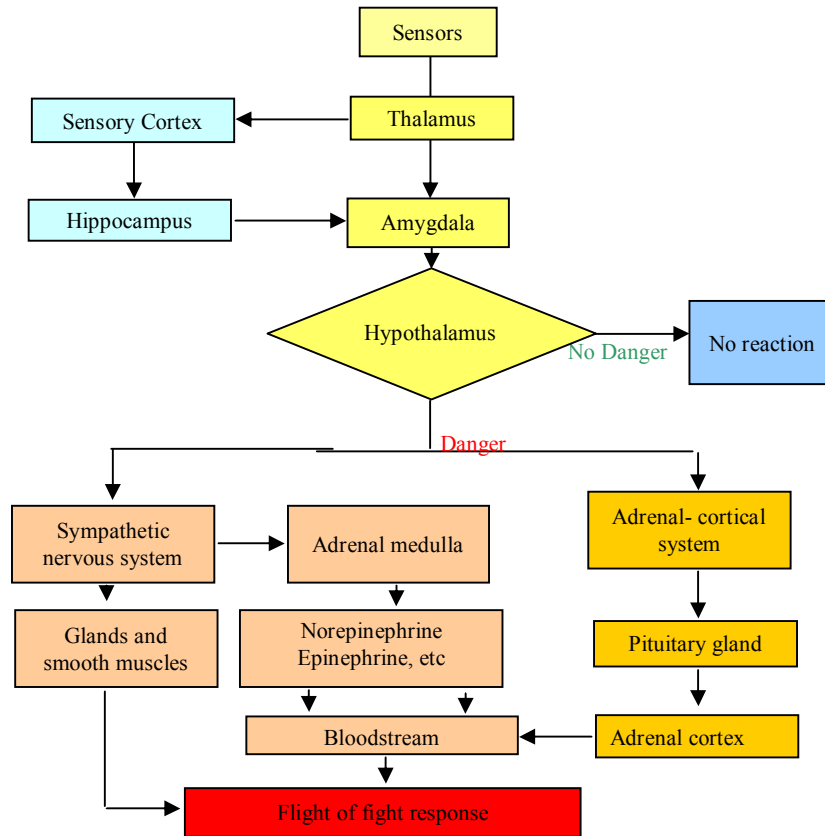 Sensors
Sensory Cortex
Thalamus
Hippocampus
Amygdala
Hypothalamus
No Danger
No reaction
Danger
Sympathetic
nervous system
Adrenal medulla
Adrenal- cortical
system
Glands and
smooth muscles
Norepinephrine
Epinephrine, etc
Pituitary gland
Bloodstream
Adrenal cortex
Flight of fight response